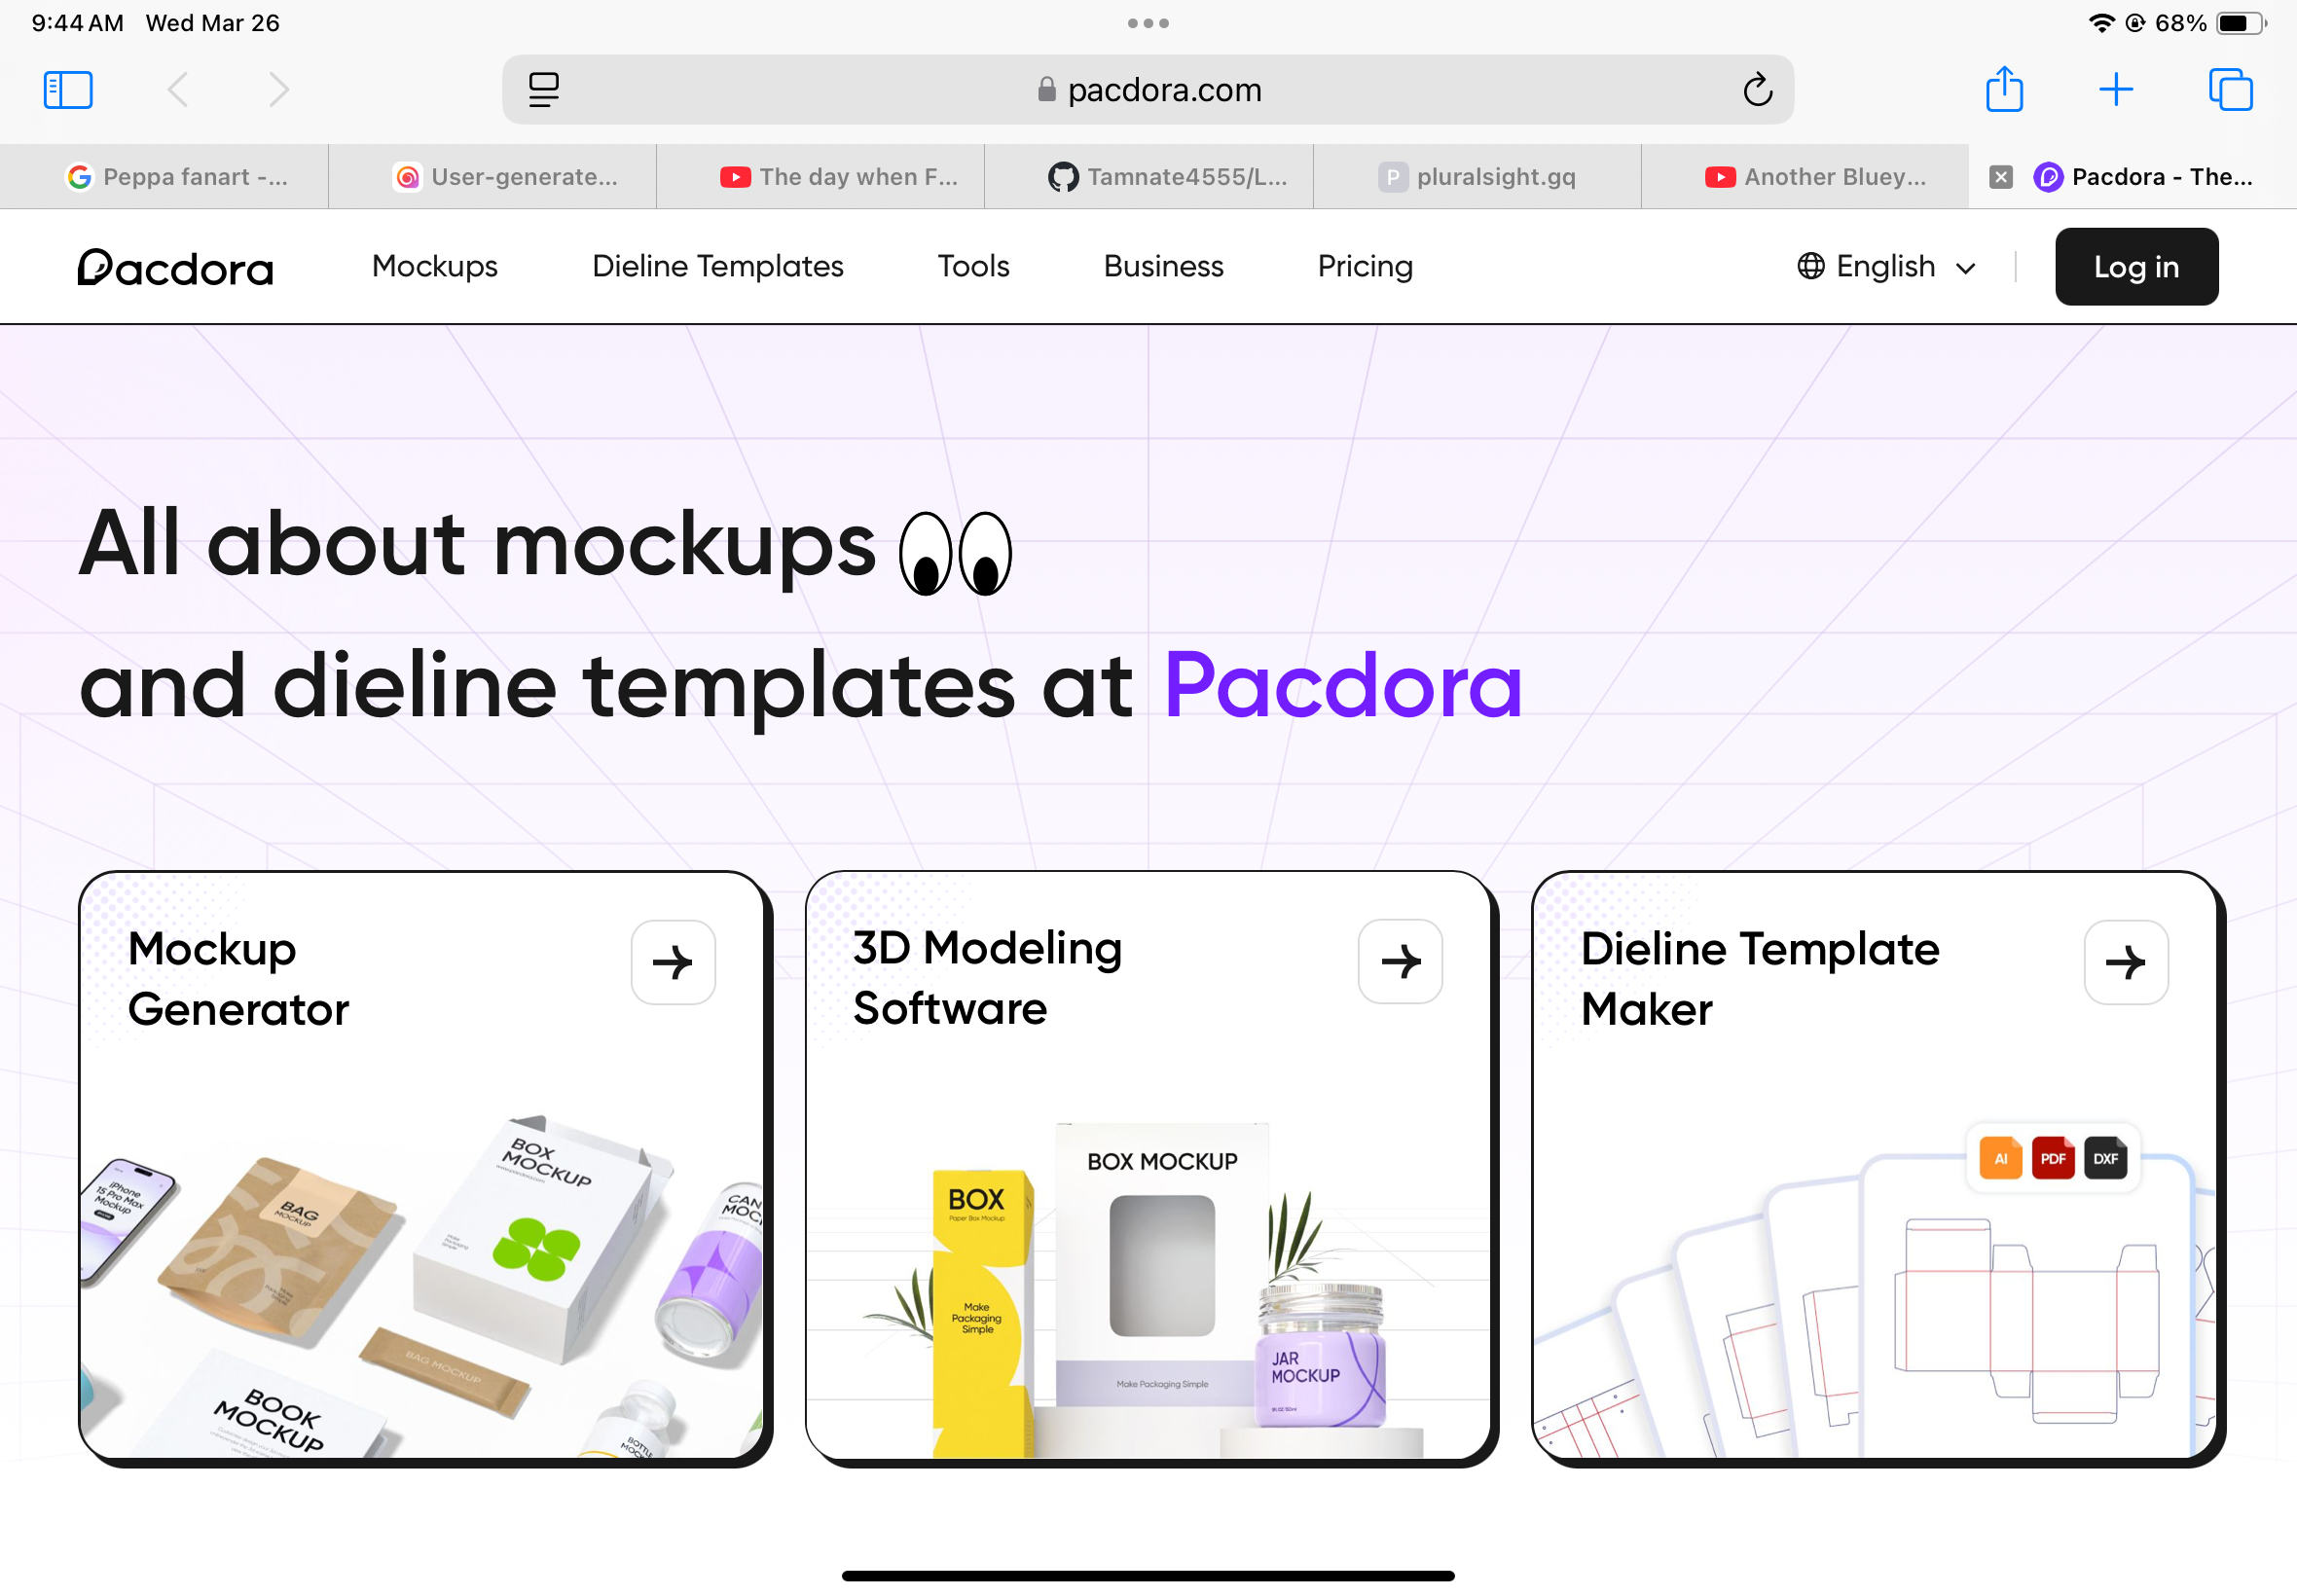 9:44 AM Wed Mar 26
68%
pacdora.com
Peppa fanart -...
User-generate...
The day when F...
Tamnate4555/L...
P pluralsight.gq
Another Bluey...
Pacdora - The...
Pacdora
Mockups
Dieline Templates
Tools
Business
Pricing
English
Log in
All about mockups
and dieline templates at Pacdora
Mockup
Generator
iPhone
15 Pro Max
Mockup
BAG
MOCKUP
BOX
MOCKUP
Make
Packaging
Simple
BAG MOCKUP
BOOK
MOCKUP
3D Modeling
Software
BOX
Paper Box Mockup
Make
Packaging
Simple
BOX MOCKUP
Make Packaging Simple
JAR
MOCKUP
Dieline Template
Maker
AI
PDF
DXF